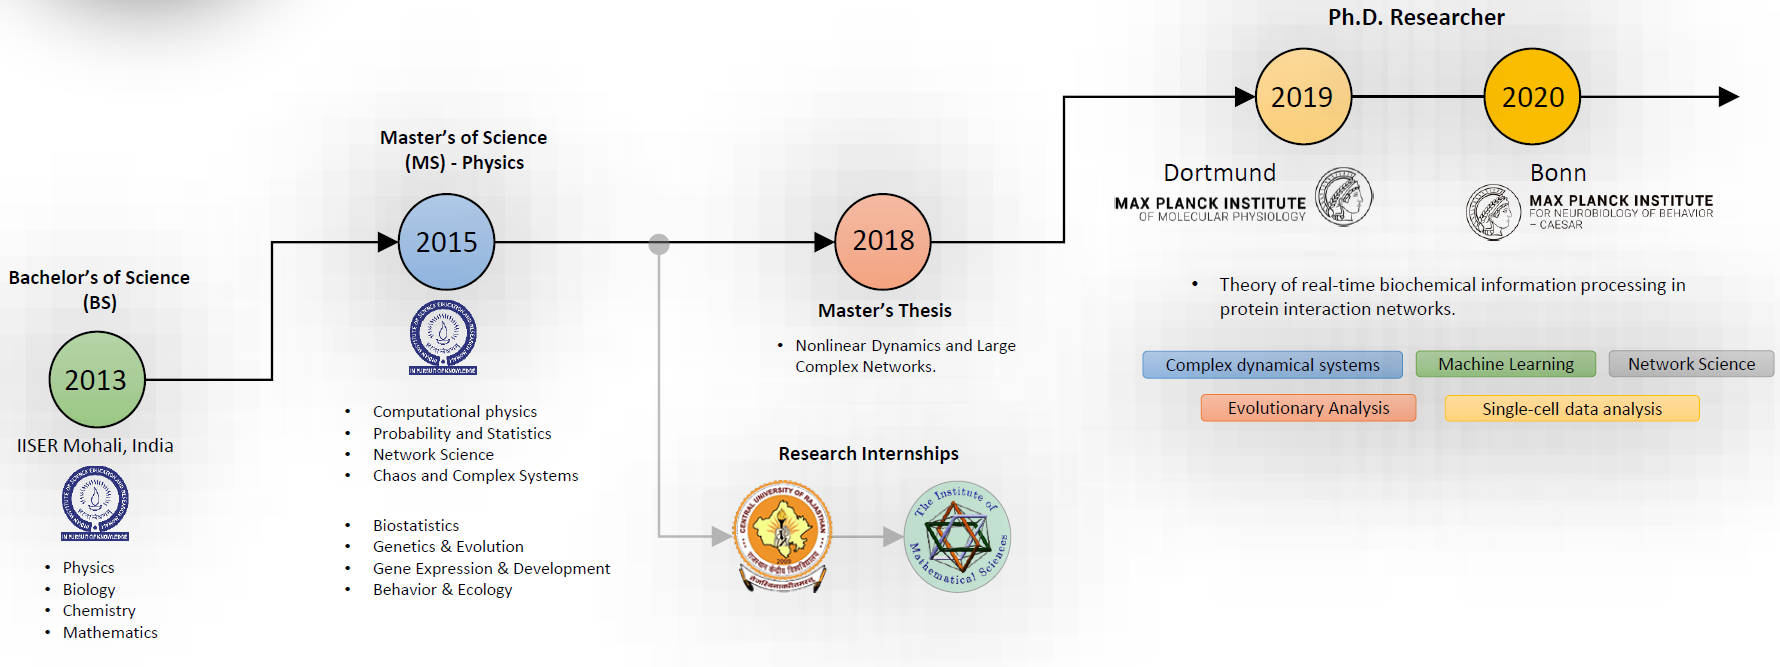 Ph.D. Researcher
2019
2020
Dortmund
MAX PLANCK INSTITUTE
OF MOLECULAR PHYSIOLOGY
Bonn
MAX PLANCK INSTITUTE
FOR NEUROBIOLOGY OF BEHAVIOR
– CAESAR
• Theory of real-time biochemical information processing in
protein interaction networks.
Complex dynamical systems
Machine Learning
Network Science
Evolutionary Analysis
Single-cell data analysis
Master’s of Science
(MS) - Physics
2015
IN PURSUIT OF KNOWLEDGE
• Computational physics
• Probability and Statistics
• Network Science
• Chaos and Complex Systems
• Biostatistics
• Genetics & Evolution
• Gene Expression & Development
• Behavior & Ecology
2018
Master’s Thesis
• Nonlinear Dynamics and Large
Complex Networks.
Research Internships
CENTRAL UNIVERSITY OF RAJASTHAN
2009
The Institute of
Mathematical Sciences
Bachelor’s of Science
(BS)
2013
IISER Mohali, India
IN PURSUIT OF KNOWLEDGE
• Physics
• Biology
• Chemistry
• Mathematics